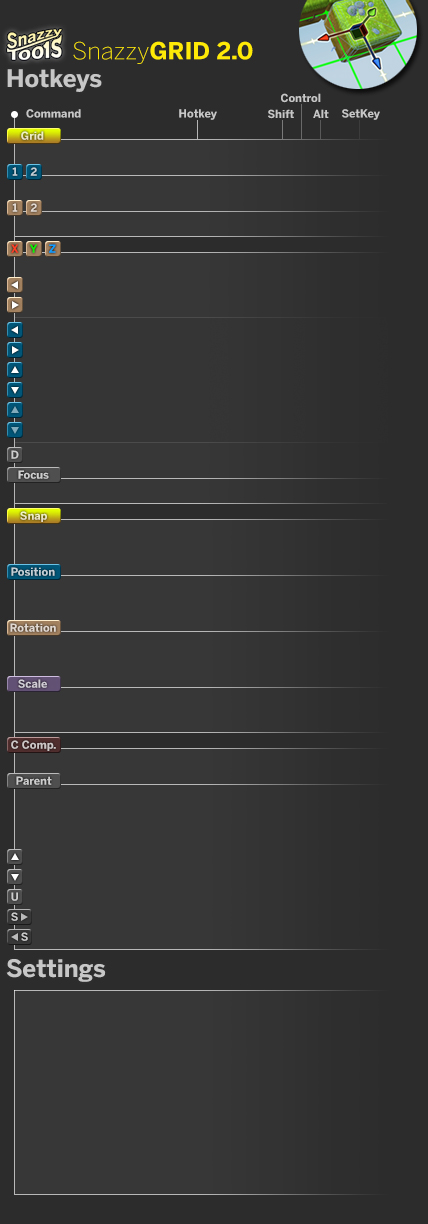 Snazzy
TOOLS
SnazzyGRID 2.0
Hotkeys
Control
Command Hotkey Shift Alt SetKey
Grid
1 2
1 2
X Y Z
D
Focus
Snap
Position
Rotation
Scale
C Comp.
Parent
U
S
S
Settings